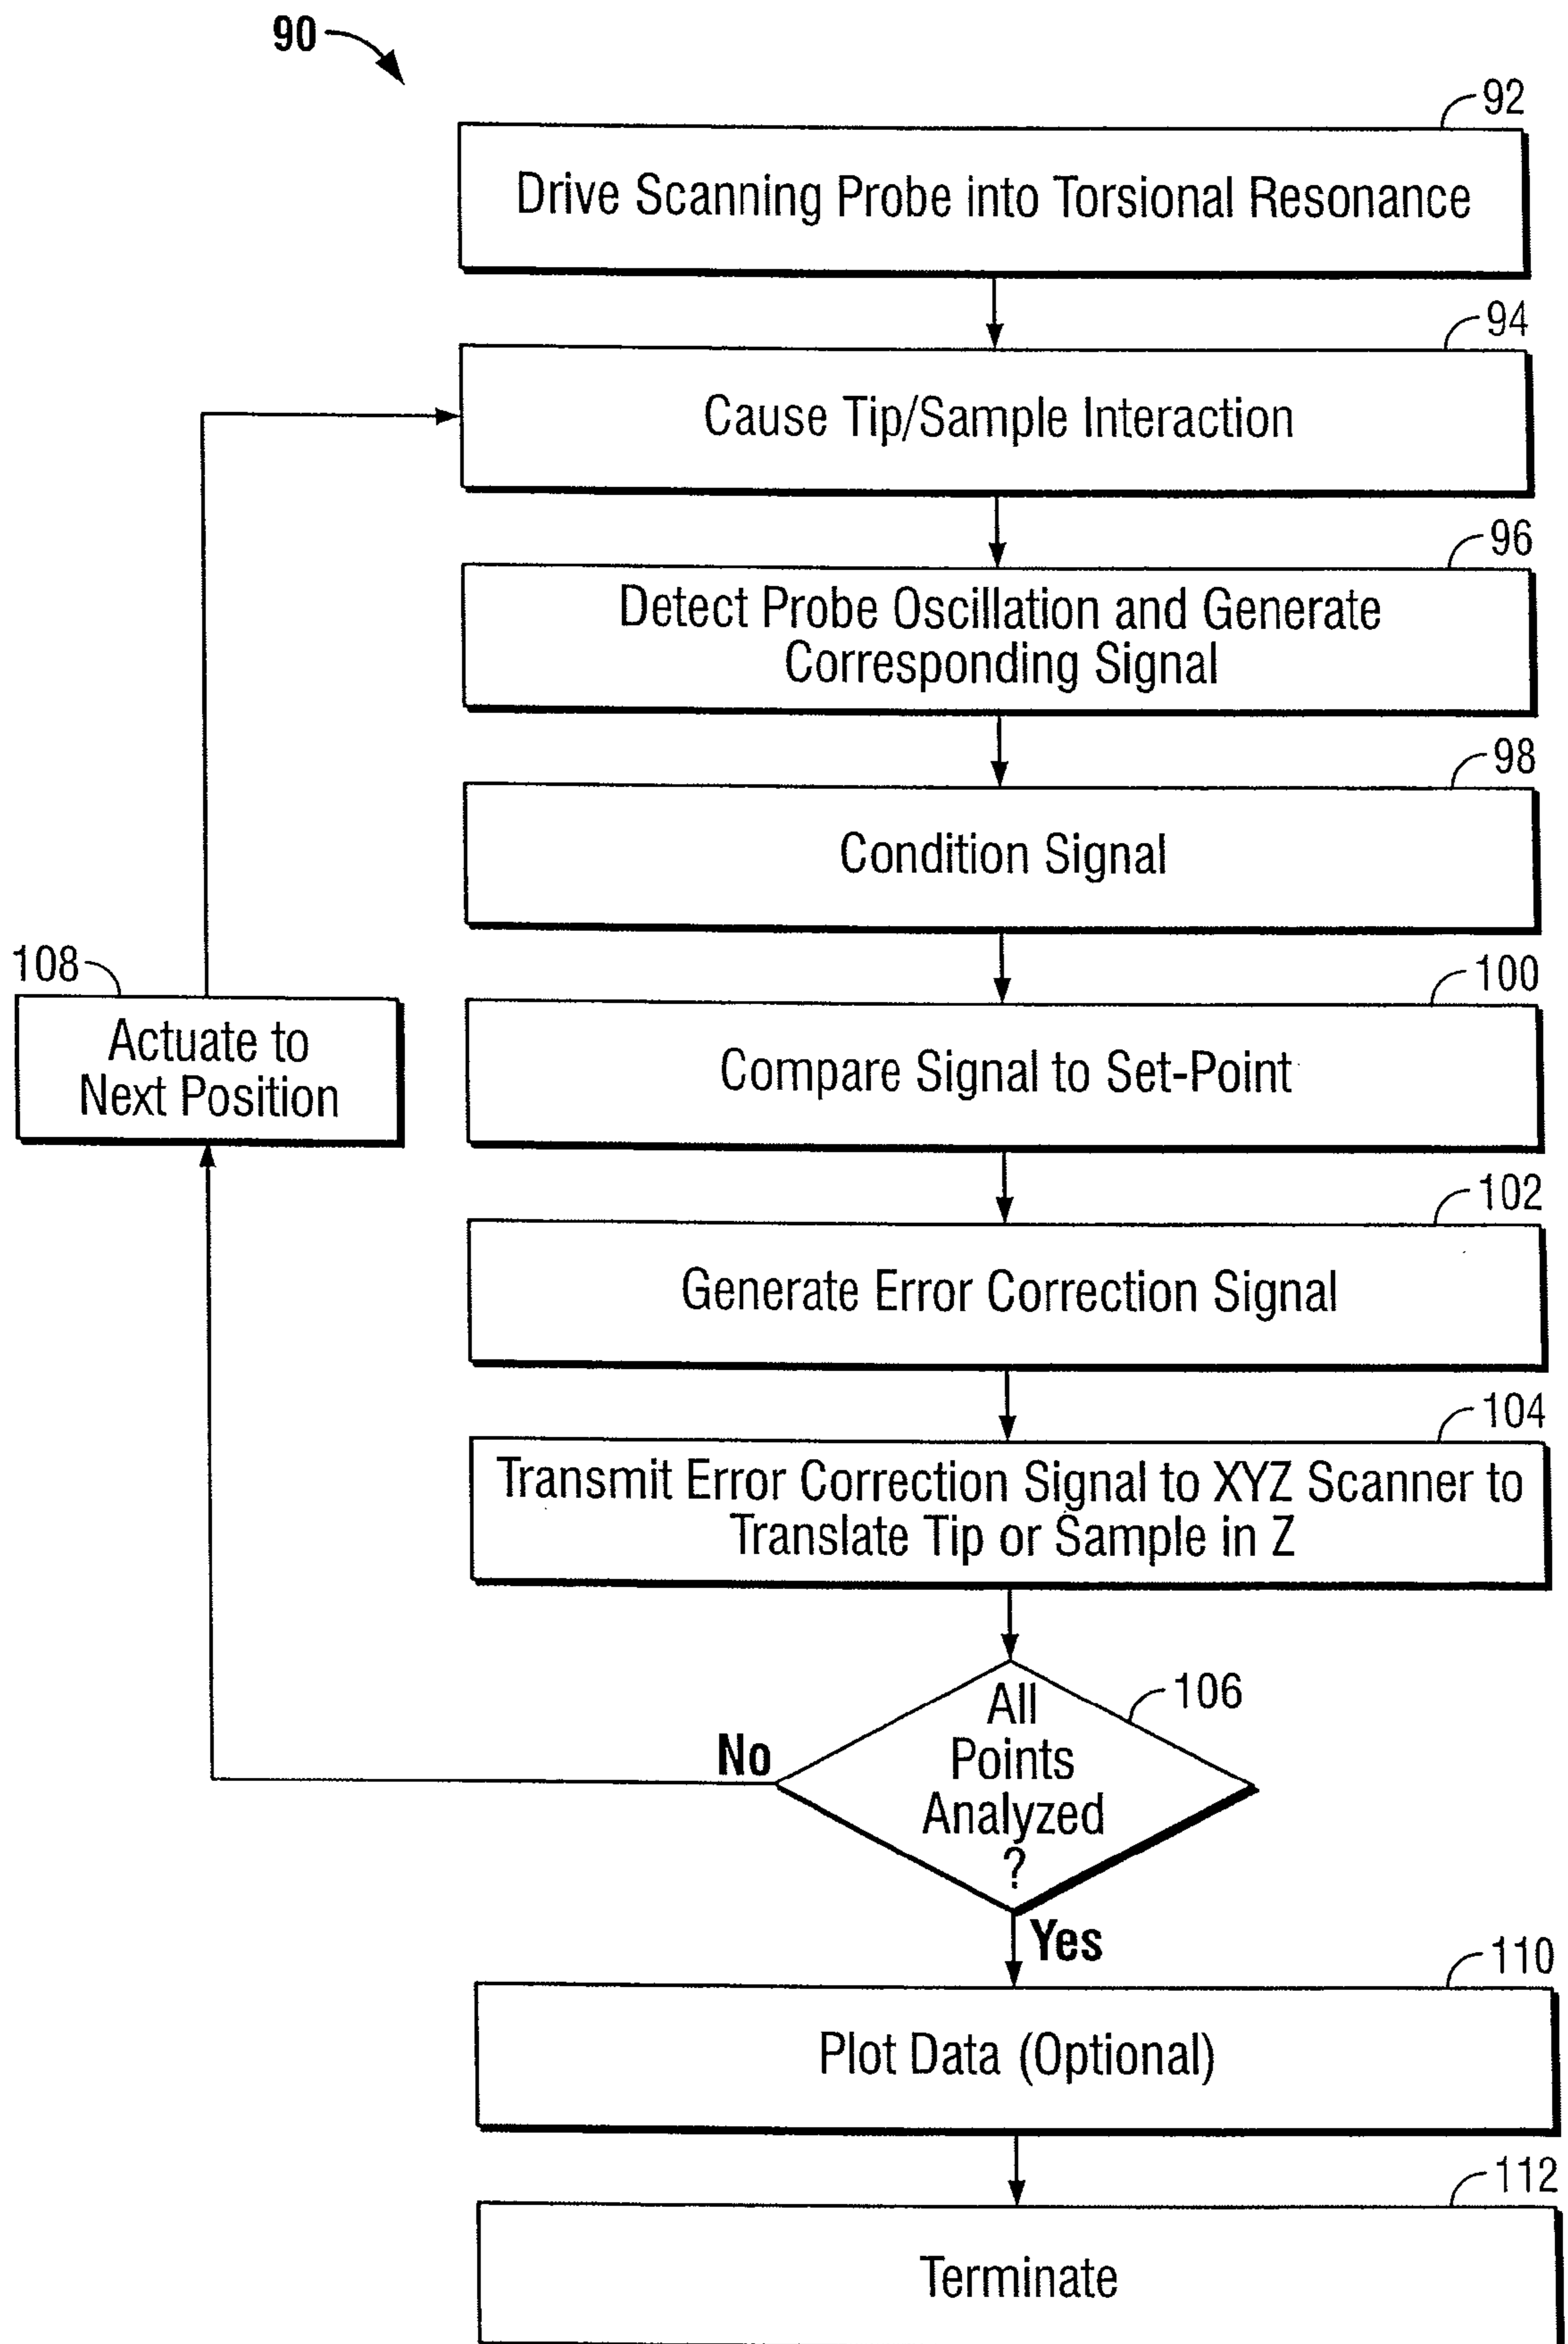 90
92
Drive Scanning Probe into Torsional Resonance
94
Cause Tip/Sample Interaction
96
Detect Probe Oscillation and Generate
Corresponding Signal
98
Condition Signal
108
Actuate to
Next Position
100
Compare Signal to Set-Point
102
Generate Error Correction Signal
104
Transmit Error Correction Signal to XYZ Scanner to
Translate Tip or Sample in Z
106
All
Points
Analyzed
?
No
Yes
110
Plot Data (Optional)
112
Terminate